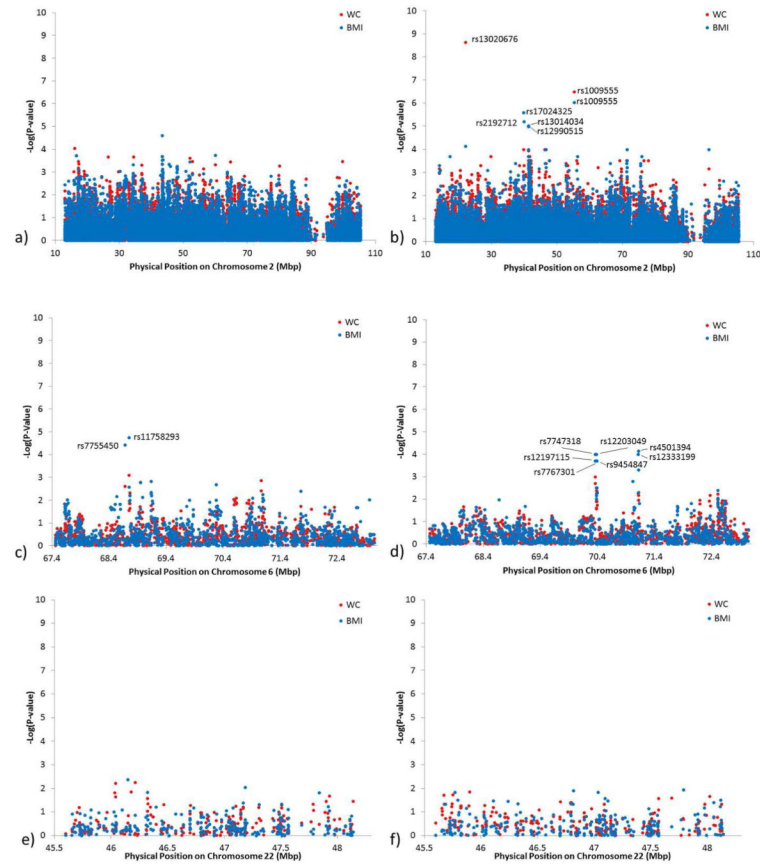 WC
BMI
10
9
8
7
6
5
4
3
2
1
0
-Log(P-value)
a)
10 30 50 70 90 110
Physical Position on Chromosome 2 (Mbp)
WC
BMI
10
9
8
7
6
5
4
3
2
1
0
-Log(P-value)
rs13020676
rs1009555
rs1009555
rs17024325
rs2192712
rs13014034
rs12990515
b)
10 30 50 70 90 110
Physical Position on Chromosome 2 (Mbp)
WC
BMI
10
9
8
7
6
5
4
3
2
1
0
-Log(P-Value)
rs11758293
rs7755450
c)
67.4 68.4 69.4 70.4 71.4 72.4
Physical Position on Chromosome 6 (Mbp)
WC
BMI
10
9
8
7
6
5
4
3
2
1
0
-Log(P-Value)
rs7747318
rs12203049
rs4501394
rs12197115
rs12333199
rs7767301
rs9454847
d)
67.4 68.4 69.4 70.4 71.4 72.4
Physical Position on Chromosome 6 (Mbp)
WC
BMI
10
9
8
7
6
5
4
3
2
1
0
-Log(P-value)
e)
45.5 46 46.5 47 47.5 48
Physical Position on Chromosome 22 (Mbp)
WC
BMI
10
9
8
7
6
5
4
3
2
1
0
-Log(P-value)
f)
45.5 46 46.5 47 47.5 48
Physical Position on Chromosome 22 (Mbp)